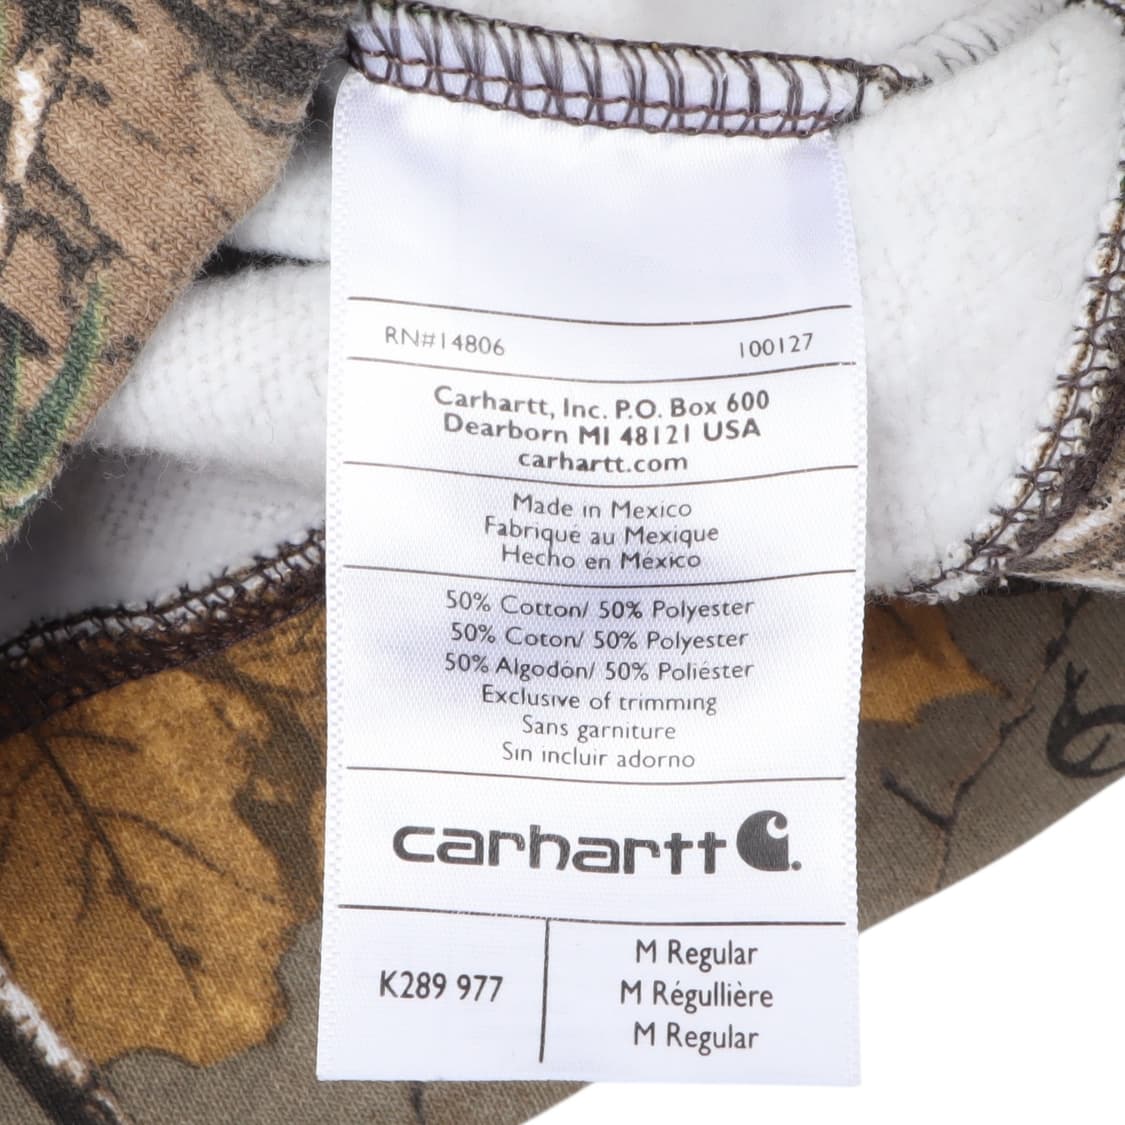 RN#14806 100127
Carhartt, Inc. P.O. Box 600
Dearborn MI 48121 USA
carhartt.com
Made in Mexico
Fabriqué au Mexique
Hecho en México
50% Cotton/ 50% Polyester
50% Coton/ 50% Polyester
50% Algodón/ 50% Poliéster
Exclusive of trimming
Sans garniture
Sin incluir adorno
carhartt
K289 977
M Regular
M Régullière
M Regular